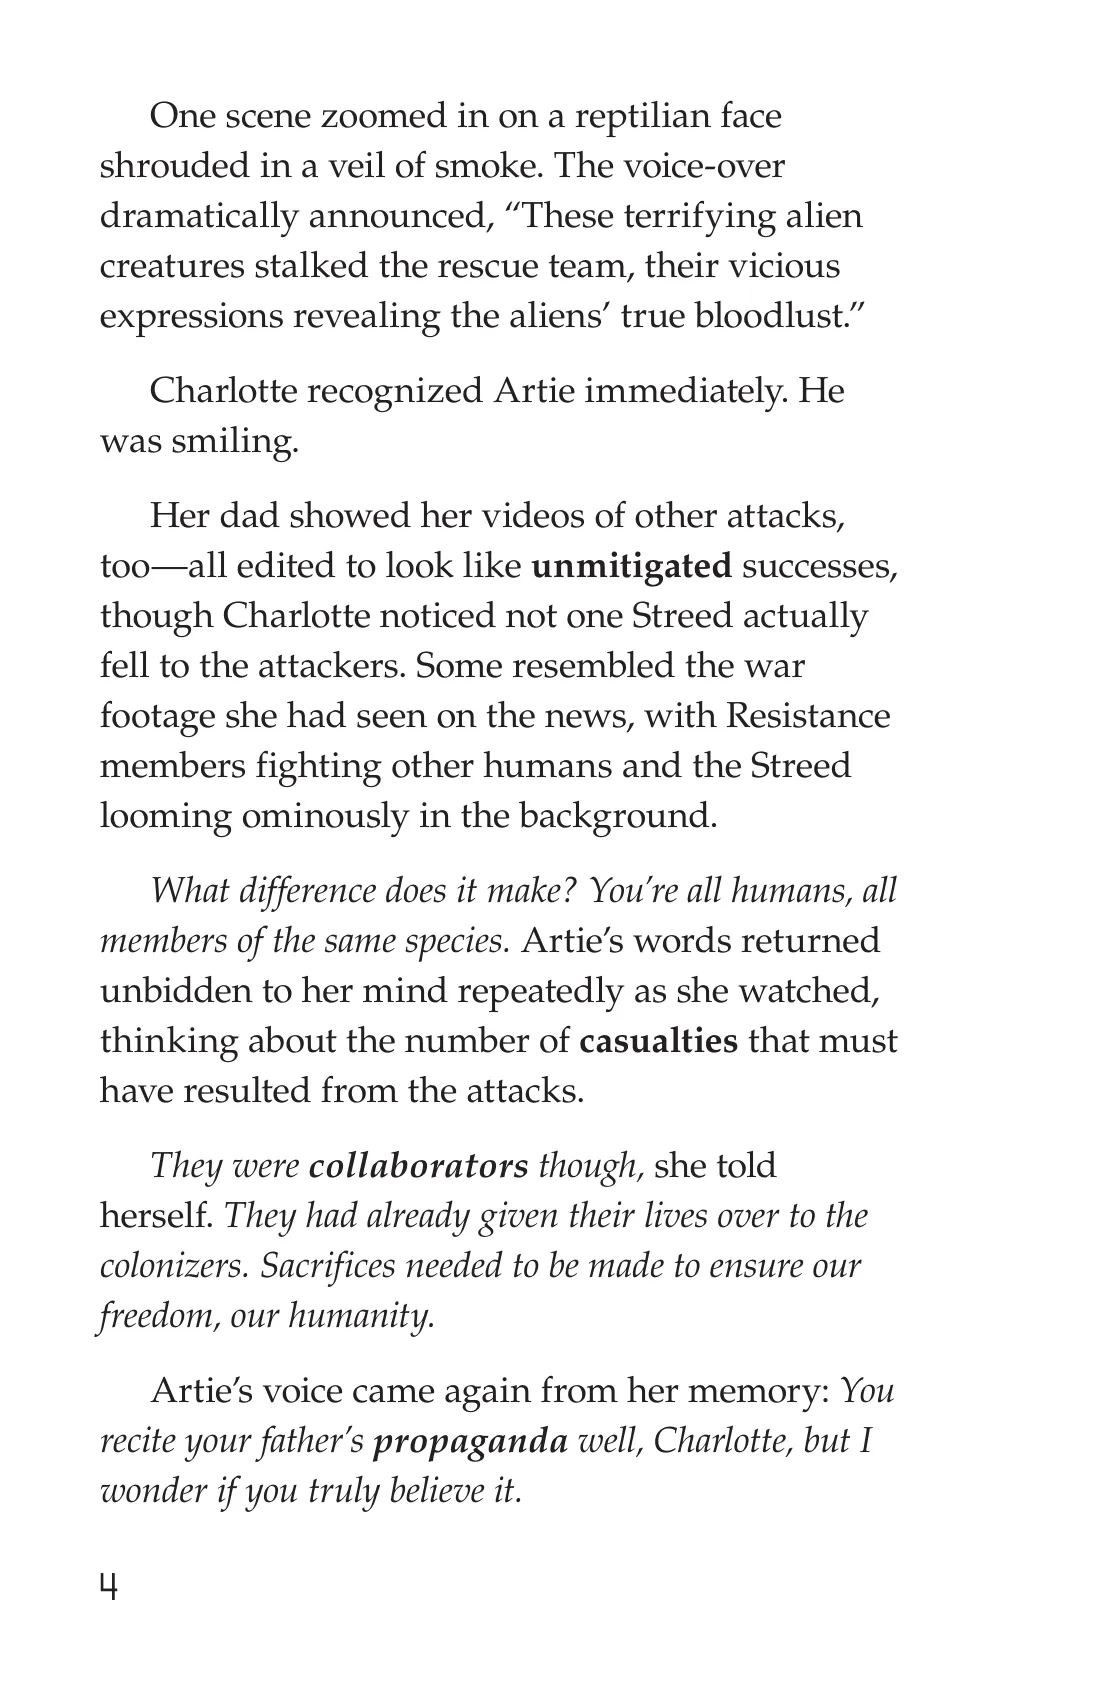 One scene zoomed in on a reptilian face
shrouded in a veil of smoke. The voice-over
dramatically announced, “These terrifying alien
creatures stalked the rescue team, their vicious
expressions revealing the aliens’ true bloodlust.”
Charlotte recognized Artie immediately. He
was smiling.
Her dad showed her videos of other attacks,
too—all edited to look like unmitigated successes,
though Charlotte noticed not one Streed actually
fell to the attackers. Some resembled the war
footage she had seen on the news, with Resistance
members fighting other humans and the Streed
looming ominously in the background.
What difference does it make? You’re all humans, all
members of the same species. Artie’s words returned
unbidden to her mind repeatedly as she watched,
thinking about the number of casualties that must
have resulted from the attacks.
They were collaborators though, she told
herself. They had already given their lives over to the
colonizers. Sacrifices needed to be made to ensure our
freedom, our humanity.
Artie’s voice came again from her memory: You
recite your father’s propaganda well, Charlotte, but I
wonder if you truly believe it.
4